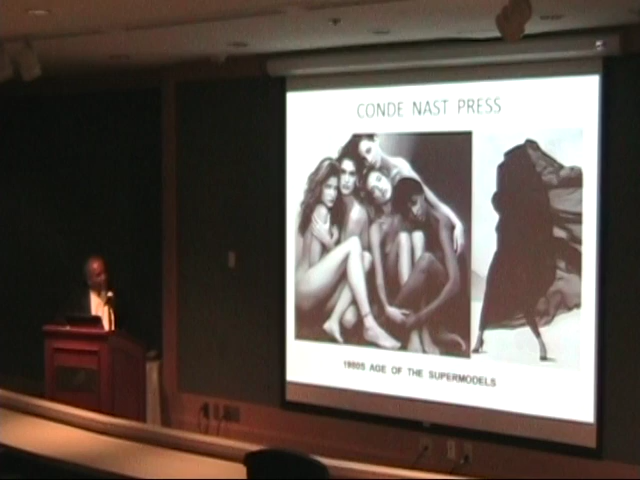 CONDE NAST PRESS
1980S AGE OF THE SUPERMODELS